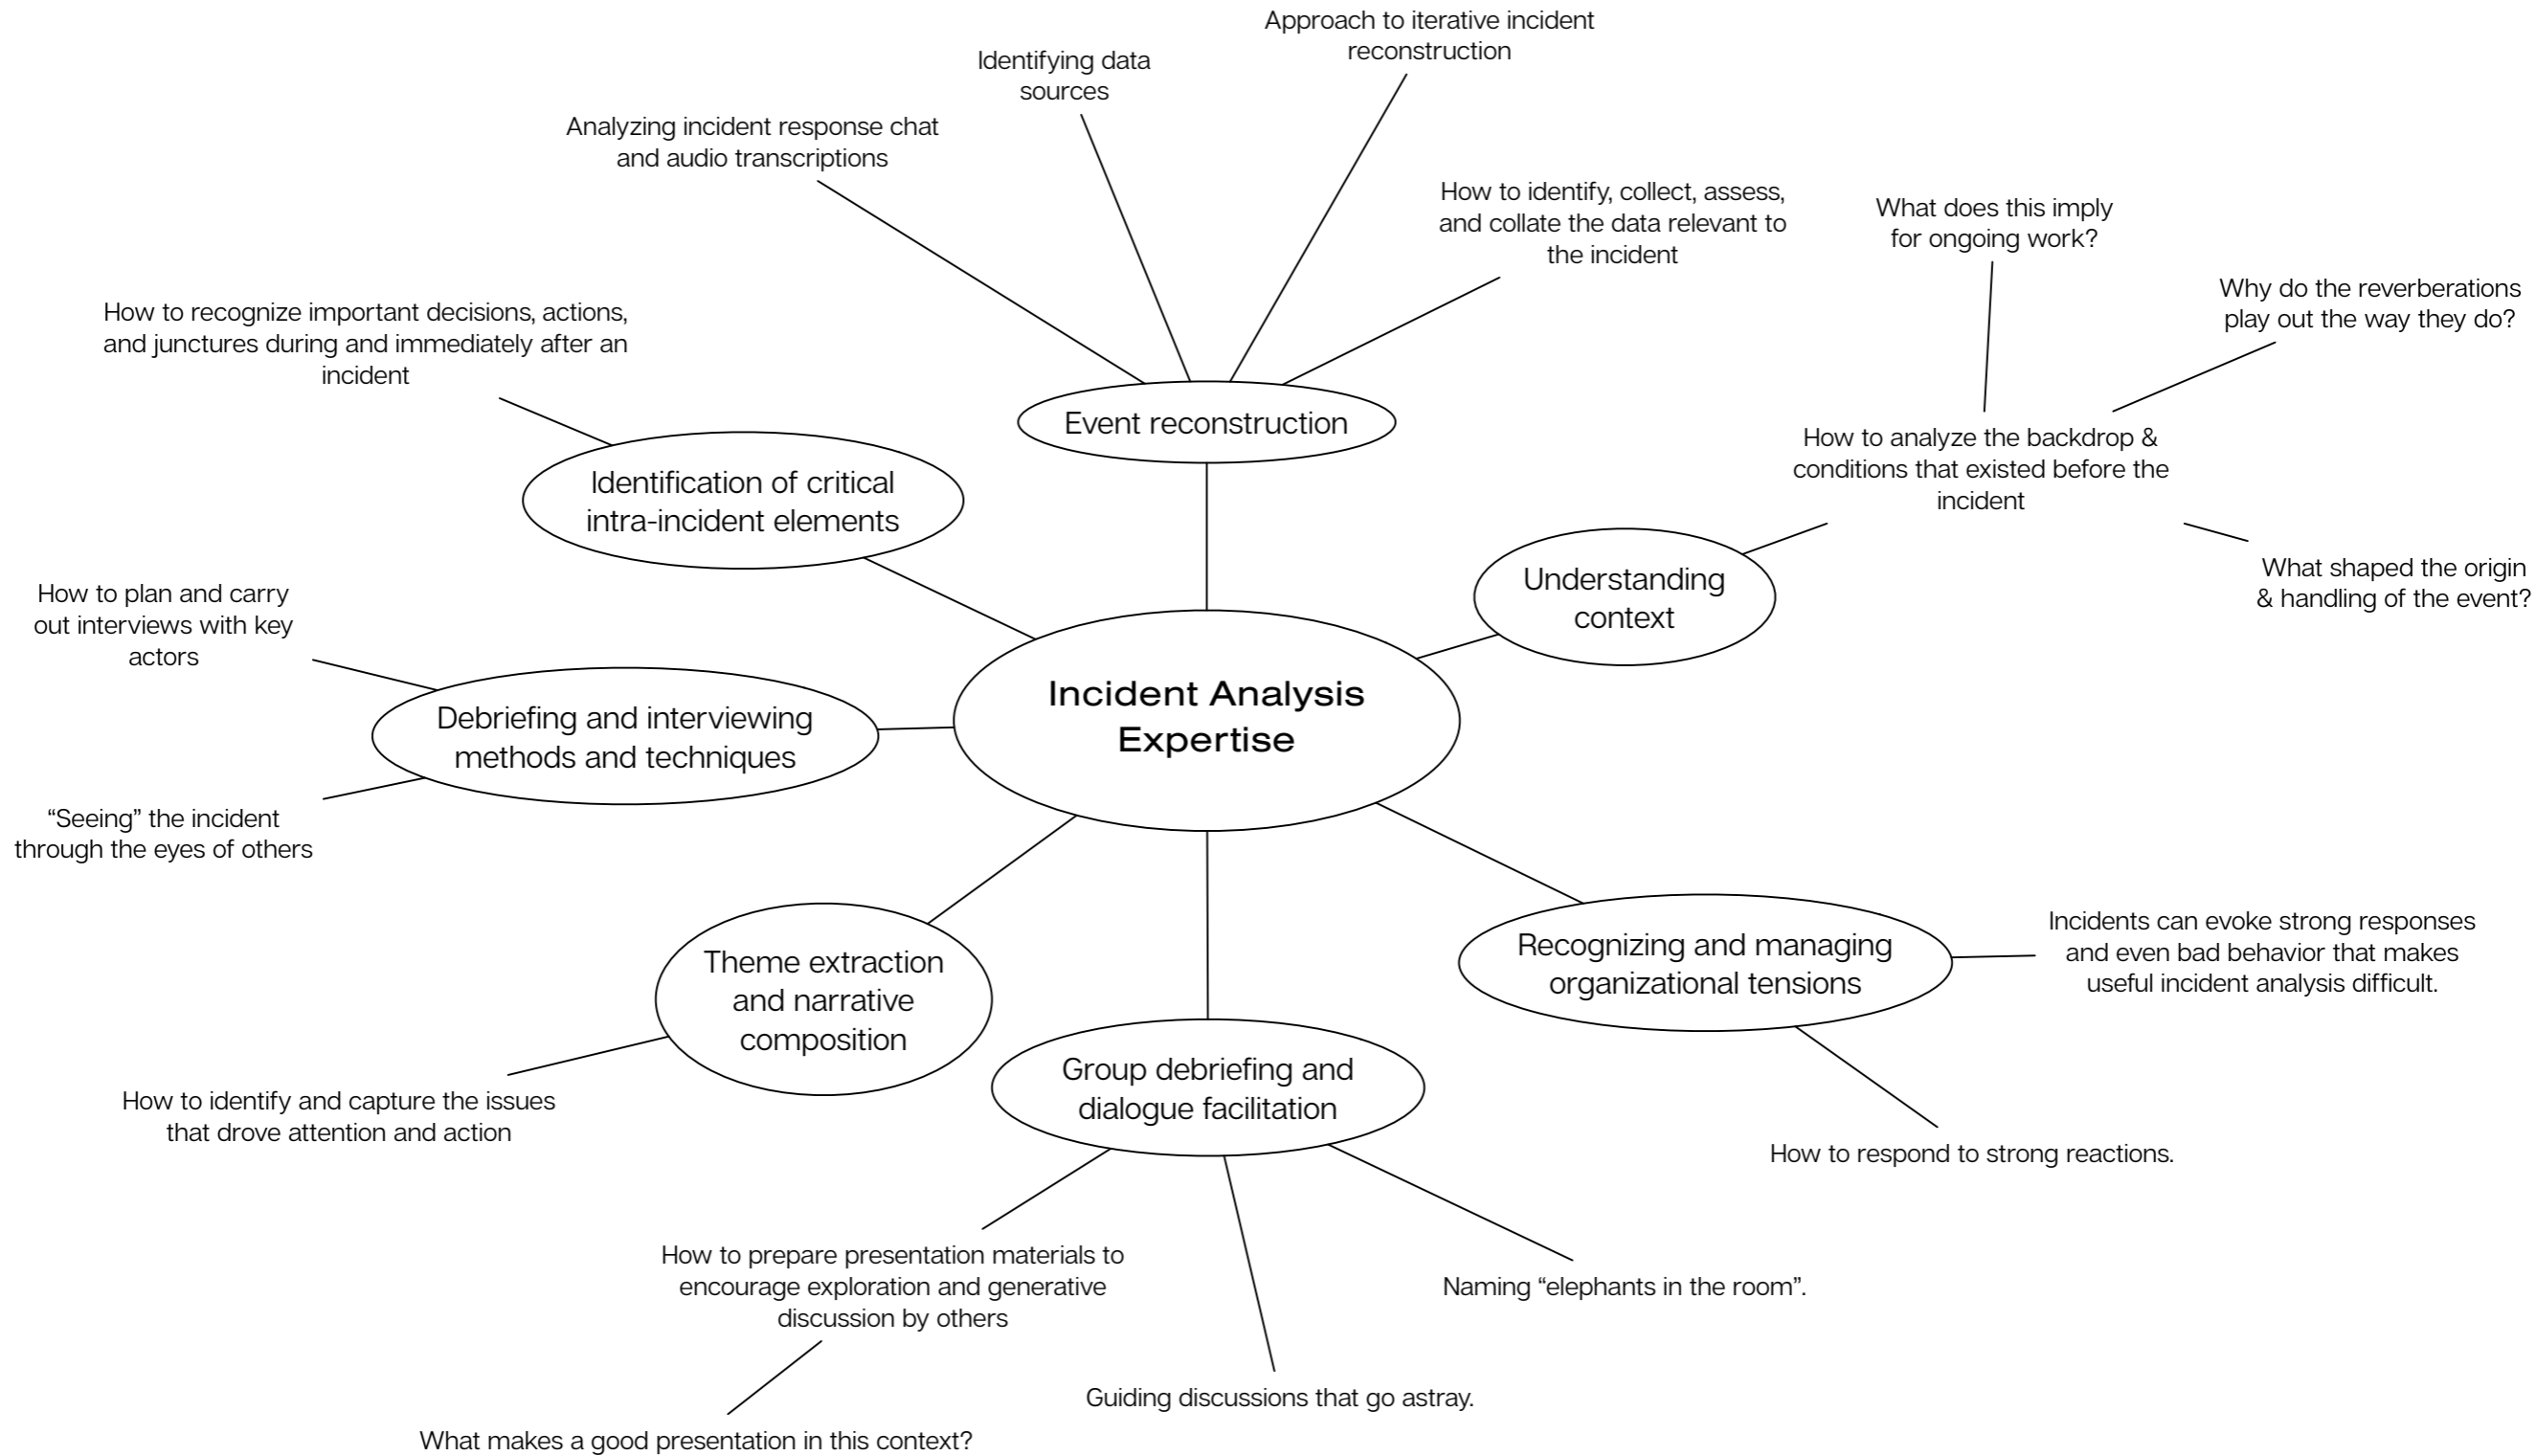 Approach to iterative incident
reconstruction
Identifying data
sources
Analyzing incident response chat
and audio transcriptions
How to identify, collect, assess,
and collate the data relevant to
the incident
What does this imply
for ongoing work?
Why do the reverberations
play out the way they do?
How to recognize important decisions, actions,
and junctures during and immediately after an
incident
Event reconstruction
How to analyze the backdrop &
conditions that existed before the
incident
Identification of critical
intra-incident elements
What shaped the origin
& handling of the event?
Understanding
context
How to plan and carry
out interviews with key
actors
Incident Analysis
Expertise
Debriefing and interviewing
methods and techniques
“Seeing” the incident
through the eyes of others
Incidents can evoke strong responses
and even bad behavior that makes
useful incident analysis difficult.
Recognizing and managing
organizational tensions
Theme extraction
and narrative
composition
Group debriefing and
dialogue facilitation
How to identify and capture the issues
that drove attention and action
How to respond to strong reactions.
How to prepare presentation materials to
encourage exploration and generative
discussion by others
Naming “elephants in the room”.
Guiding discussions that go astray.
What makes a good presentation in this context?